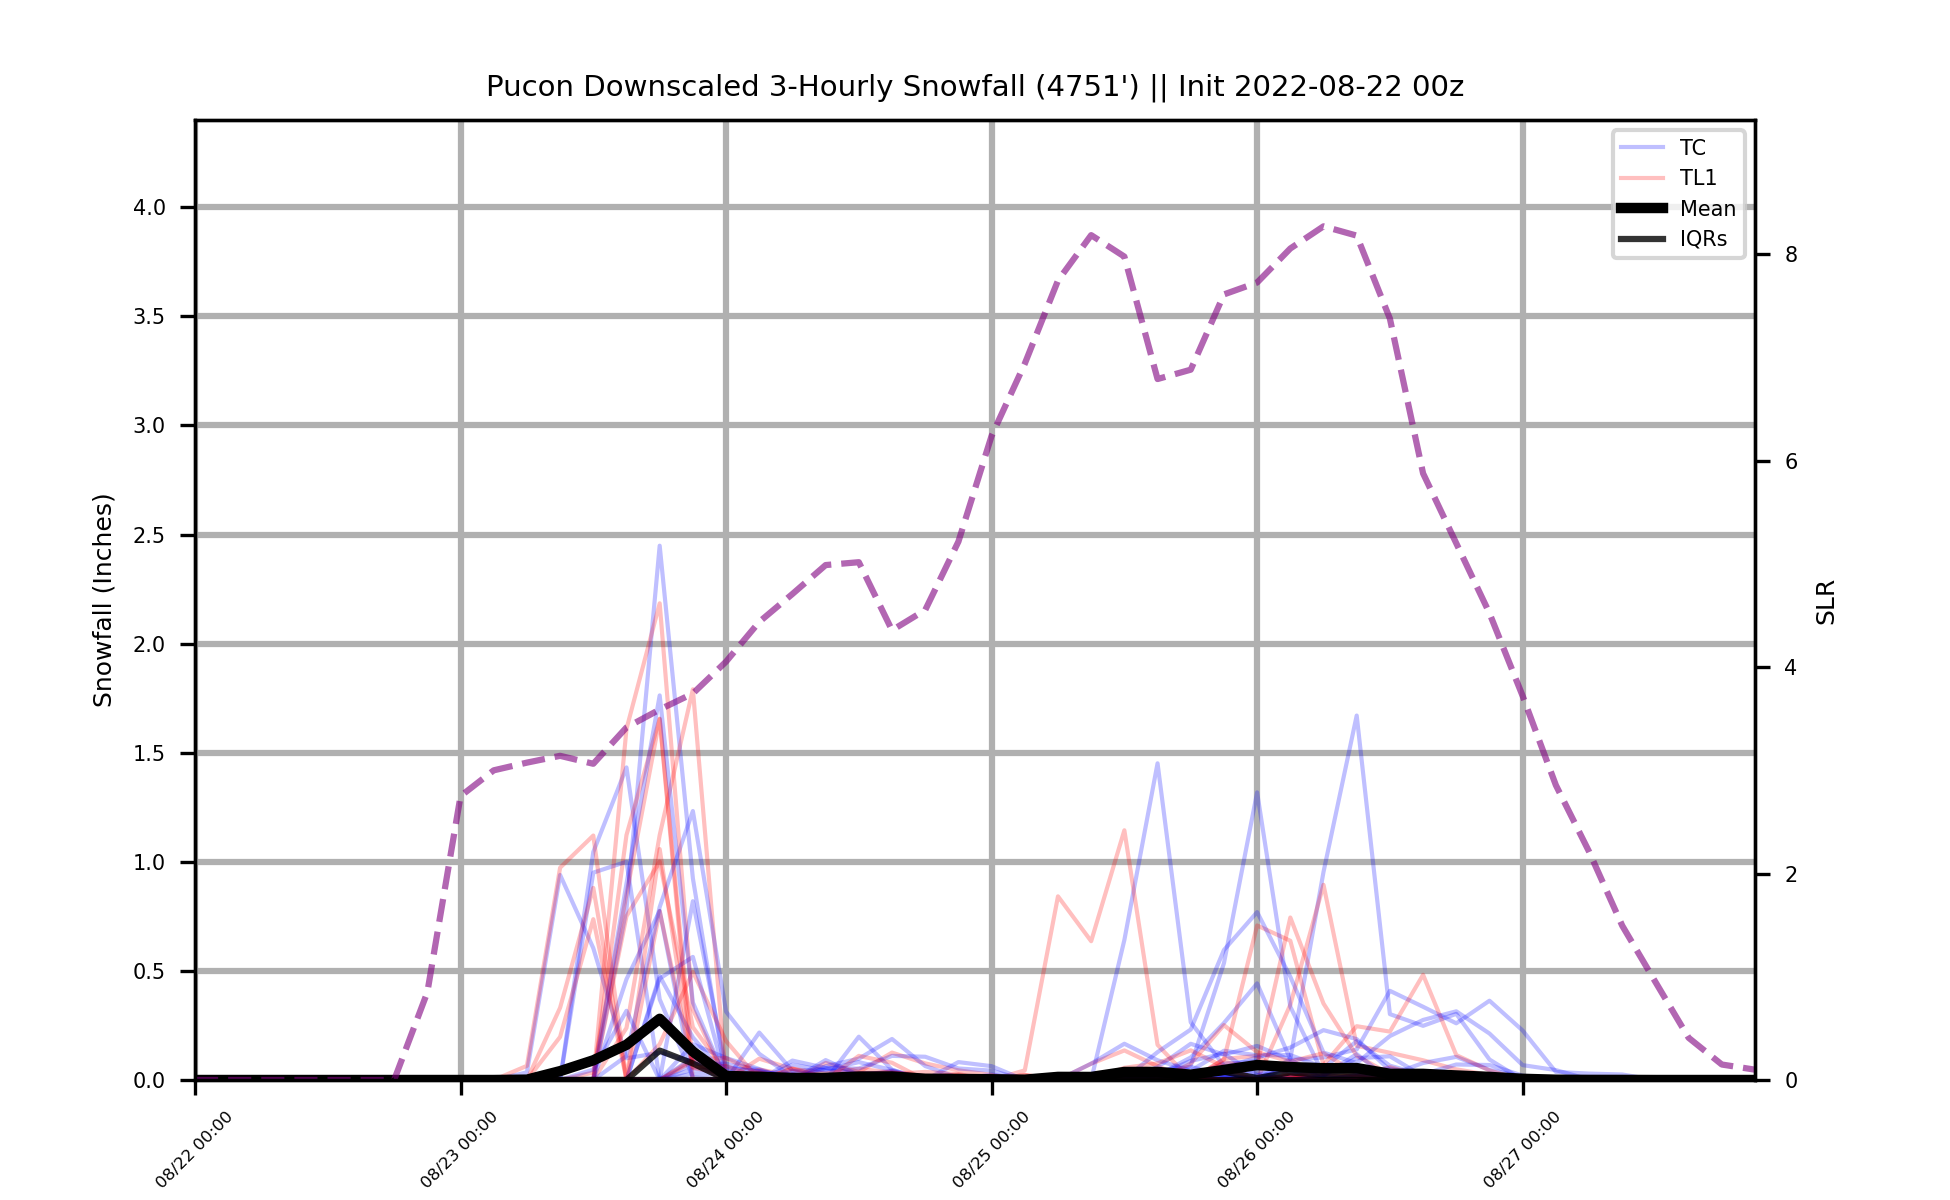 Pucon Downscaled 3-Hourly Snowfall (4751') || Init 2022-08-22 00z
TC
TL1
Mean
IQRs
Snowfall (Inches)
4.0
3.5
3.0
2.5
2.0
1.5
1.0
0.5
0.0
8
6
4
2
0
SLR
08/22 00:00
08/23 00:00
08/24 00:00
08/25 00:00
08/26 00:00
08/27 00:00